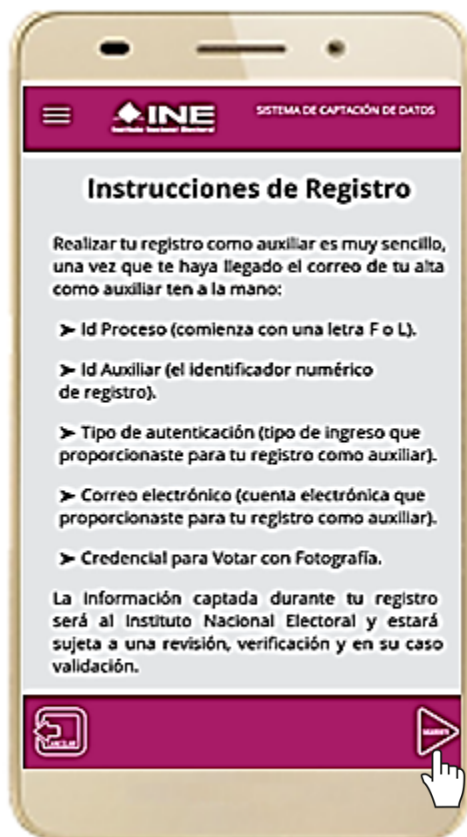 INE
Instituto Nacional Electoral
SISTEMA DE CAPTACIÓN DE DATOS
Instrucciones de Registro
Realizar tu registro como auxiliar es muy sencillo,
una vez que te haya llegado el correo de tu alta
como auxiliar ten a la mano:
➤ Id Proceso (comienza con una letra F o L).
➤ Id Auxiliar (el identificador numérico
de registro).
➤ Tipo de autenticación (tipo de ingreso que
proporcionaste para tu registro como auxiliar).
➤ Correo electrónico (cuenta electrónica que
proporcionaste para tu registro como auxiliar).
➤ Credencial para Votar con Fotografía.
La información captada durante tu registro
será al Instituto Nacional Electoral y estará
sujeta a una revisión, verificación y en su caso
validación.
CANCELAR